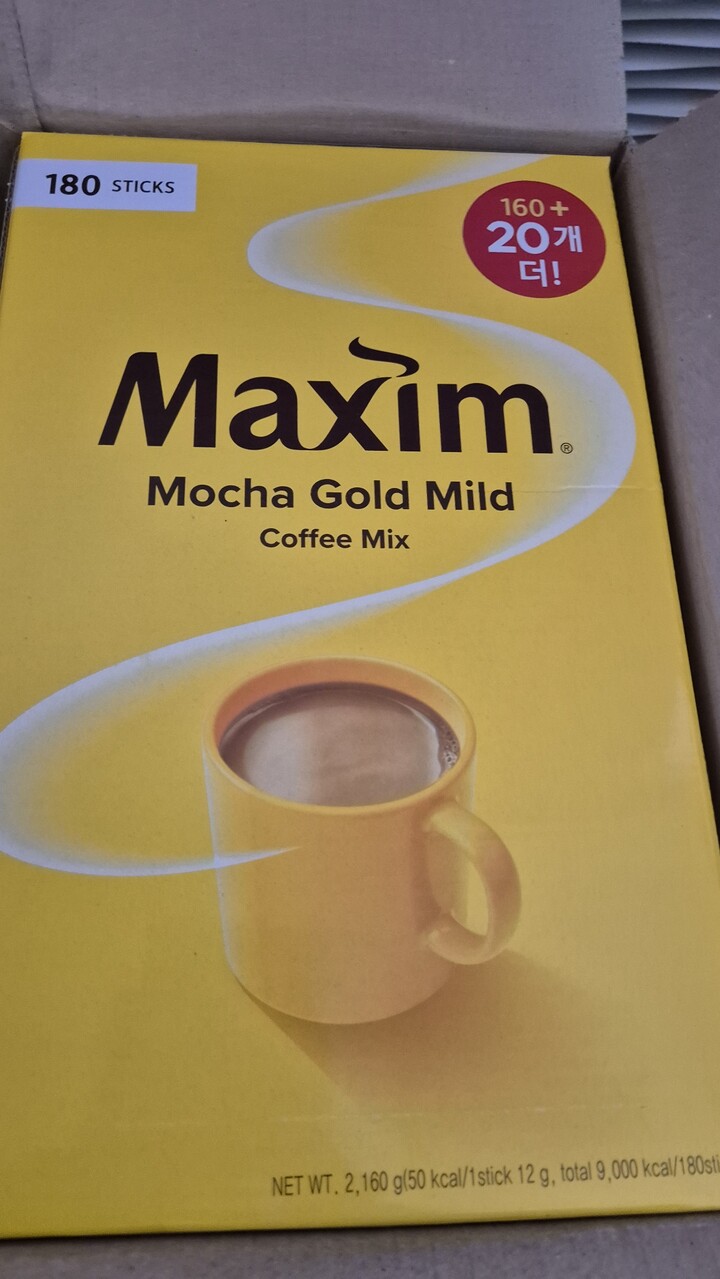 180 STICKS
160+
20개
더!
Maxim®
Mocha Gold Mild
Coffee Mix
NET WT. 2,160 g(50 kcal/1stick 12 g, total 9,000 kcal/180sti